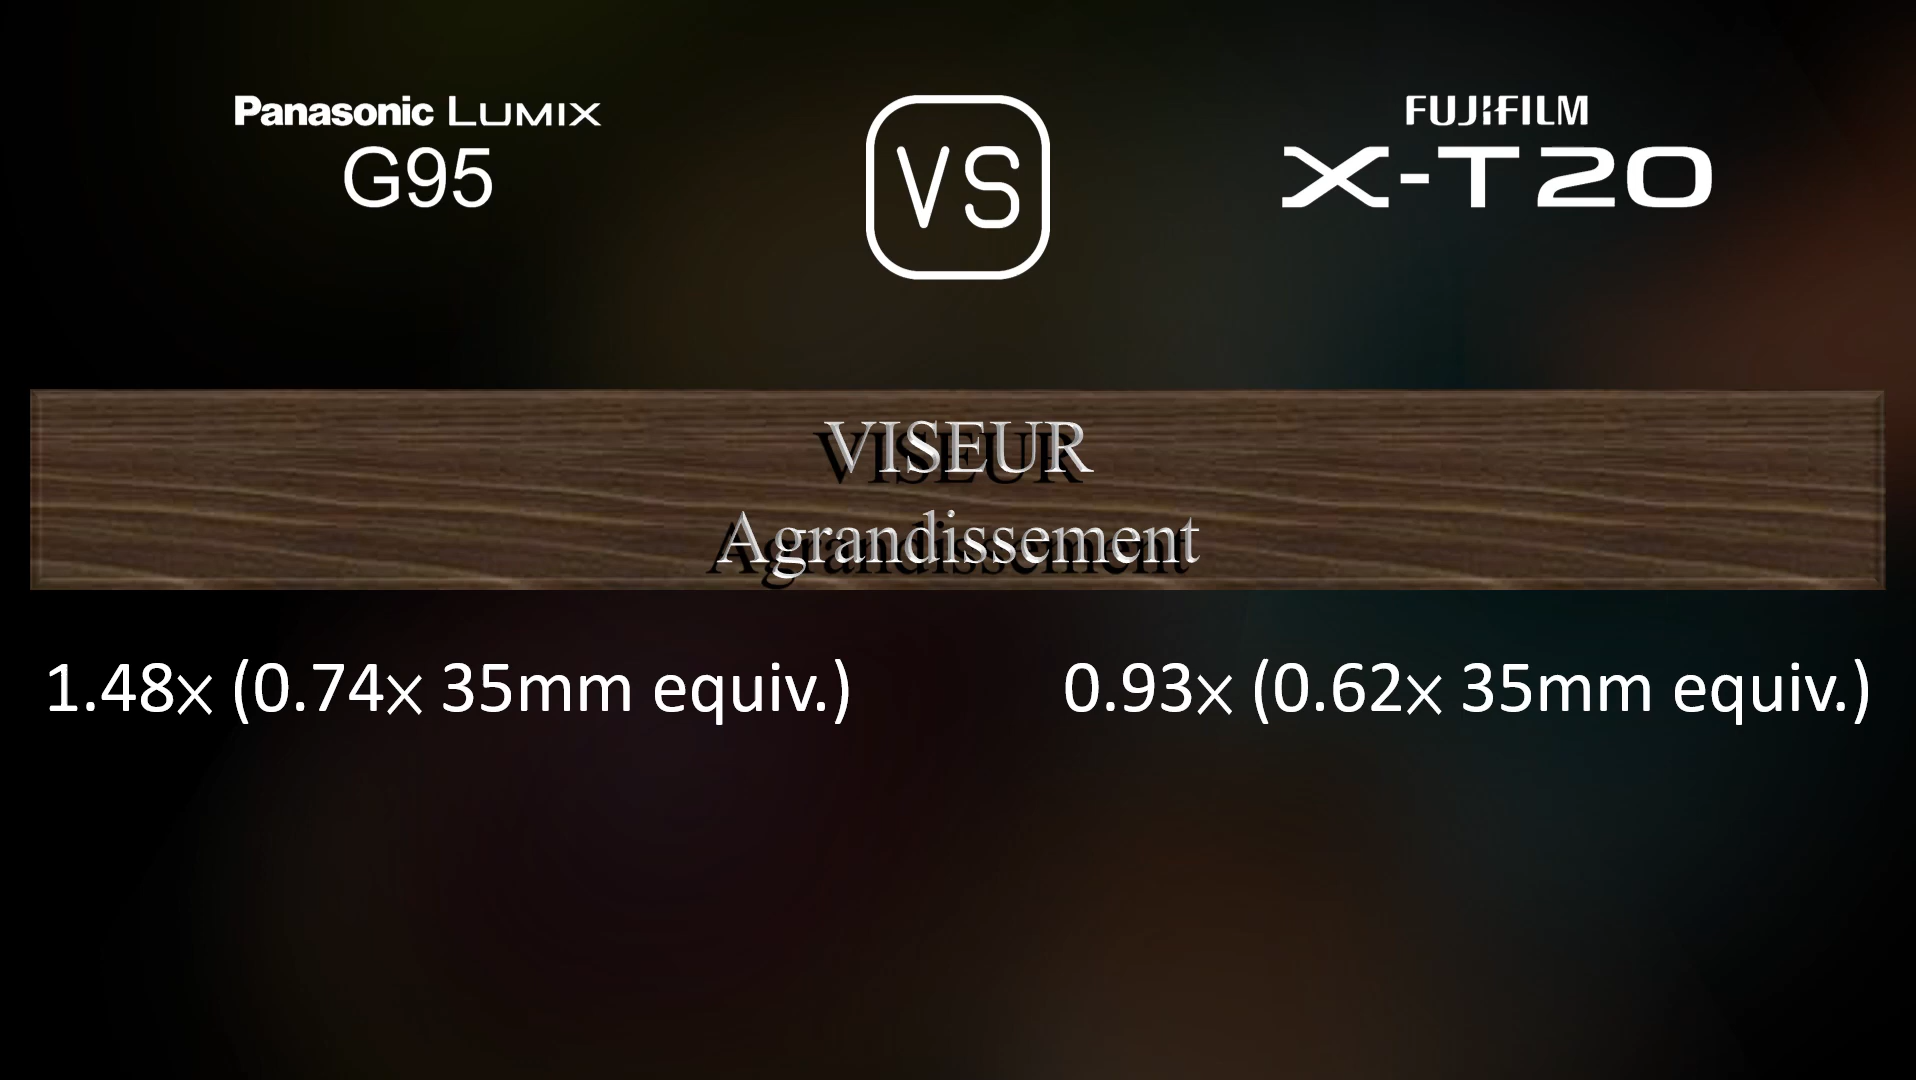 Panasonic LUMIX
G95
VS
FUJIFILM
X-T20
VISEUR
Agrandissement
1.48x (0.74x 35mm equiv.)
0.93x (0.62x 35mm equiv.)